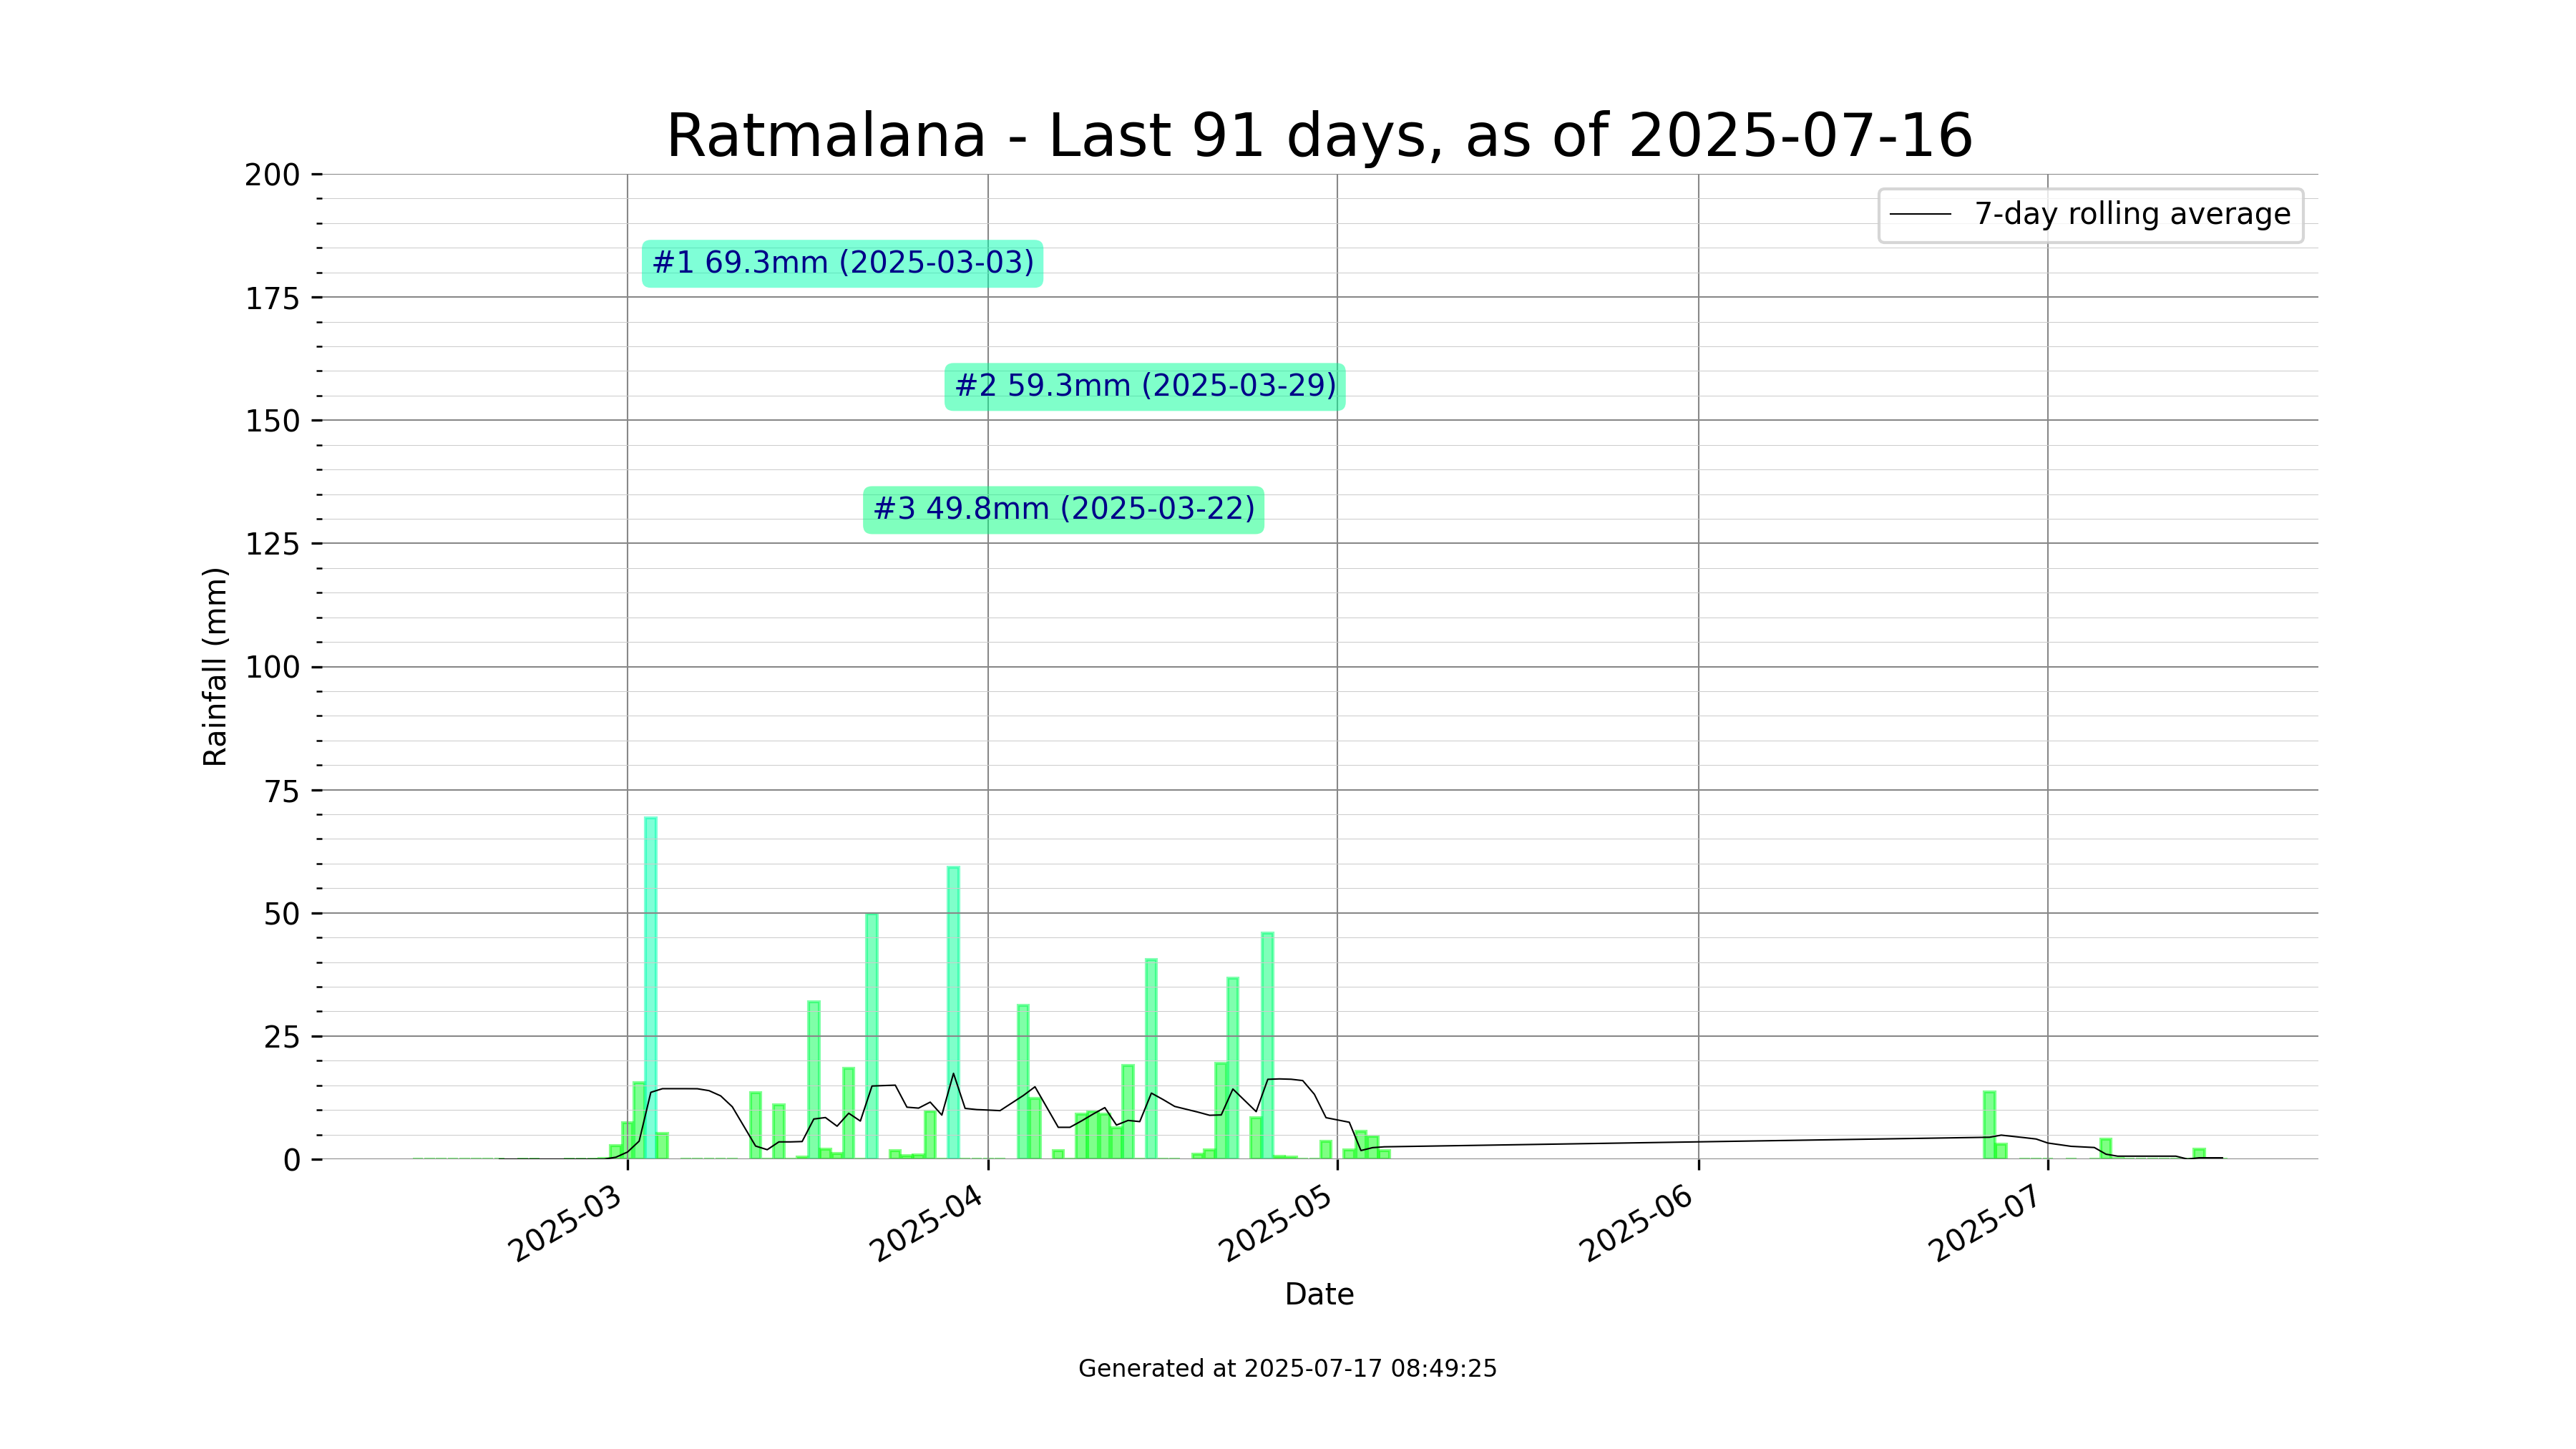 Ratmalana - Last 91 days, as of 2025-07-16
200
7-day rolling average
#1 69.3mm (2025-03-03)
175
#2 59.3mm (2025-03-29)
150
#3 49.8mm (2025-03-22)
125
Rainfall (mm)
100
75
50
25
0
2025-03
2025-04
2025-05
2025-06
2025-07
Date
Generated at 2025-07-17 08:49:25